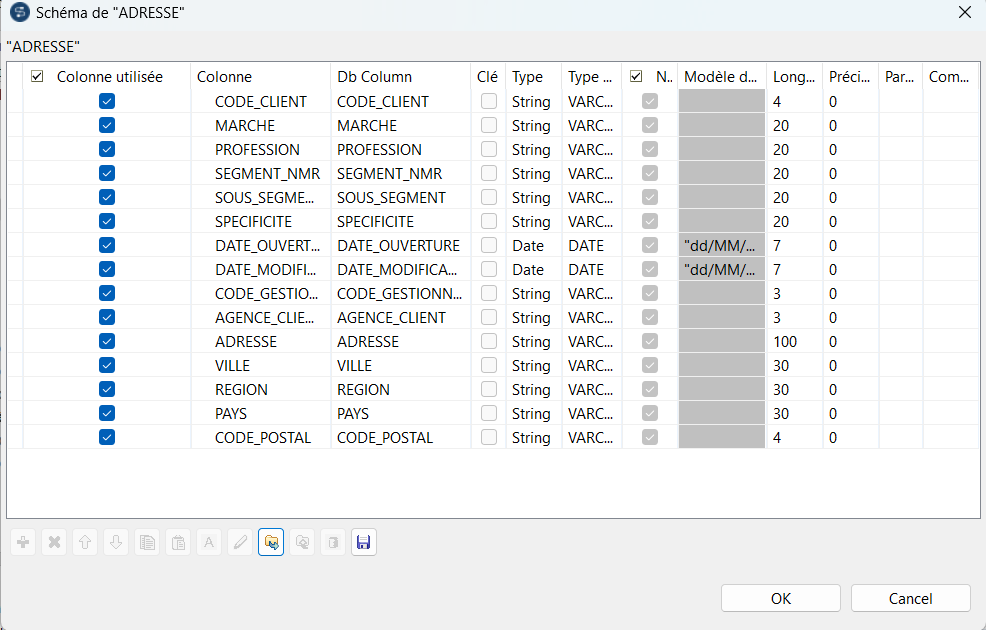 Schéma de "ADRESSE"
"ADRESSE"
Colonne utilisée Colonne Db Column Clé Type Type ... N.. Modèle d... Long... Préci... Par... Com...
CODE_CLIENT CODE_CLIENT String VARC... 4 0
MARCHE MARCHE String VARC... 20 0
PROFESSION PROFESSION String VARC... 20 0
SEGMENT_NMR SEGMENT_NMR String VARC... 20 0
SOUS_SEGME... SOUS_SEGMENT String VARC... 20 0
SPECIFICITE SPECIFICITE String VARC... 20 0
DATE_OUVERT... DATE_OUVERTURE Date DATE "dd/MM/... 7 0
DATE_MODIFI... DATE_MODIFICA... Date DATE "dd/MM/... 7 0
CODE_GESTIO... CODE_GESTIONN... String VARC... 3 0
AGENCE_CLIE... AGENCE_CLIENT String VARC... 3 0
ADRESSE ADRESSE String VARC... 100 0
VILLE VILLE String VARC... 30 0
REGION REGION String VARC... 30 0
PAYS PAYS String VARC... 30 0
CODE_POSTAL CODE_POSTAL String VARC... 4 0
A
OK Cancel